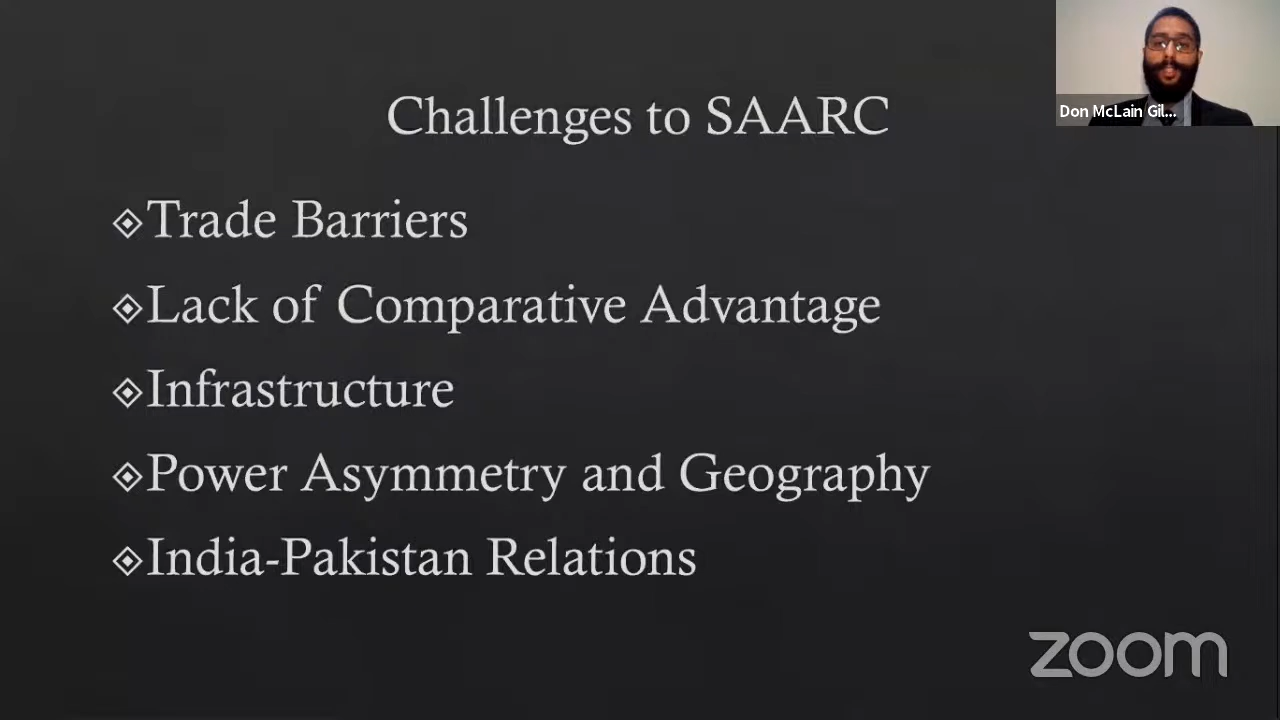 Don McLain Gil...
Challenges to SAARC
Trade Barriers
Lack of Comparative Advantage
Infrastructure
Power Asymmetry and Geography
India-Pakistan Relations
zoom